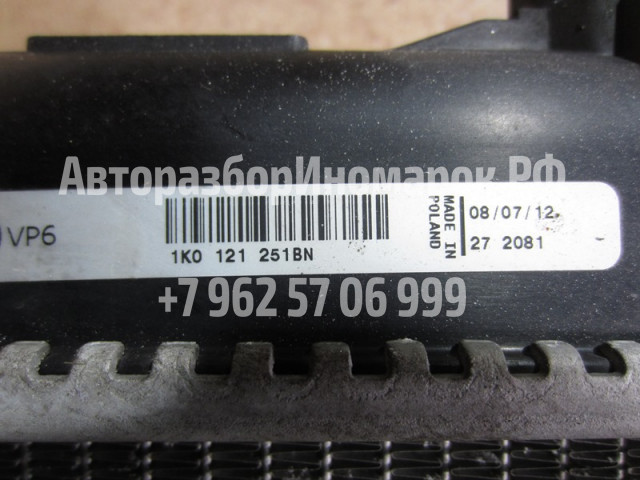 АвторазборИномарок.РФ
VP6
1K0 121 251BN
MADE IN
POLAND
08/07/12
27 2081
+7 962 57 06 999